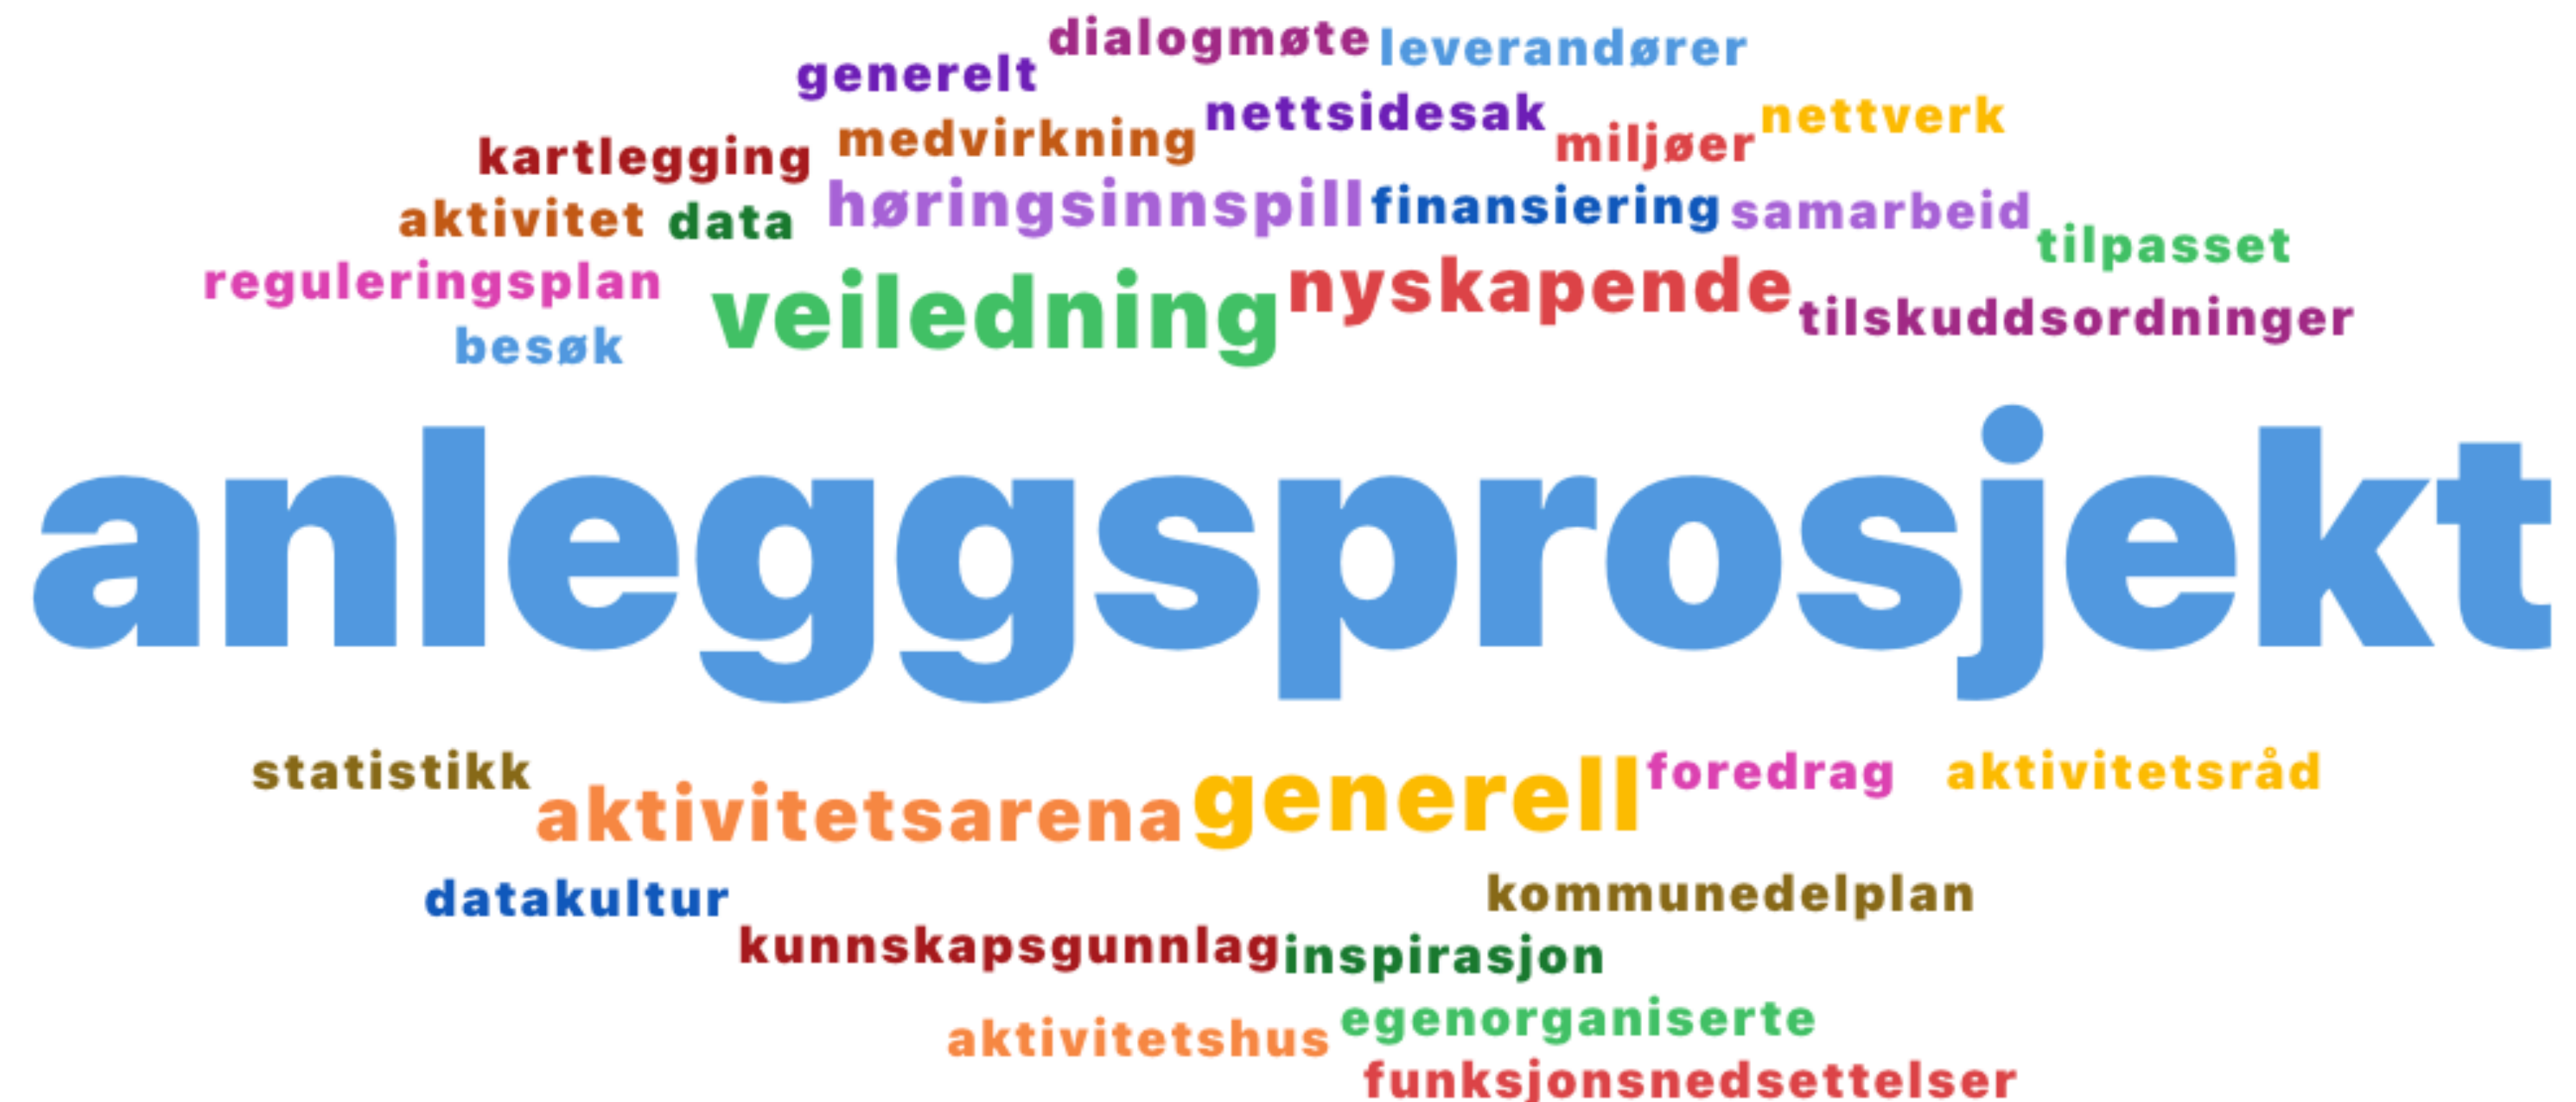 dialogmøte leverandører
generelt
nettsidesak nettverk
medvirkning miljøer
kartlegging
høringsinnspill finansiering samarbeid
aktivitet data
tilpasset
reguleringsplan nyskapende
veiledning tilskuddsordninger
besøk
anleggsprosjekt
statistikk foredrag aktivitetsråd
aktivitetsarena generell
datakultur kommunedelplan
kunnskapsgunnlag inspirasjon
egenorganiserte
aktivitetshus
funksjonsnedsettelser